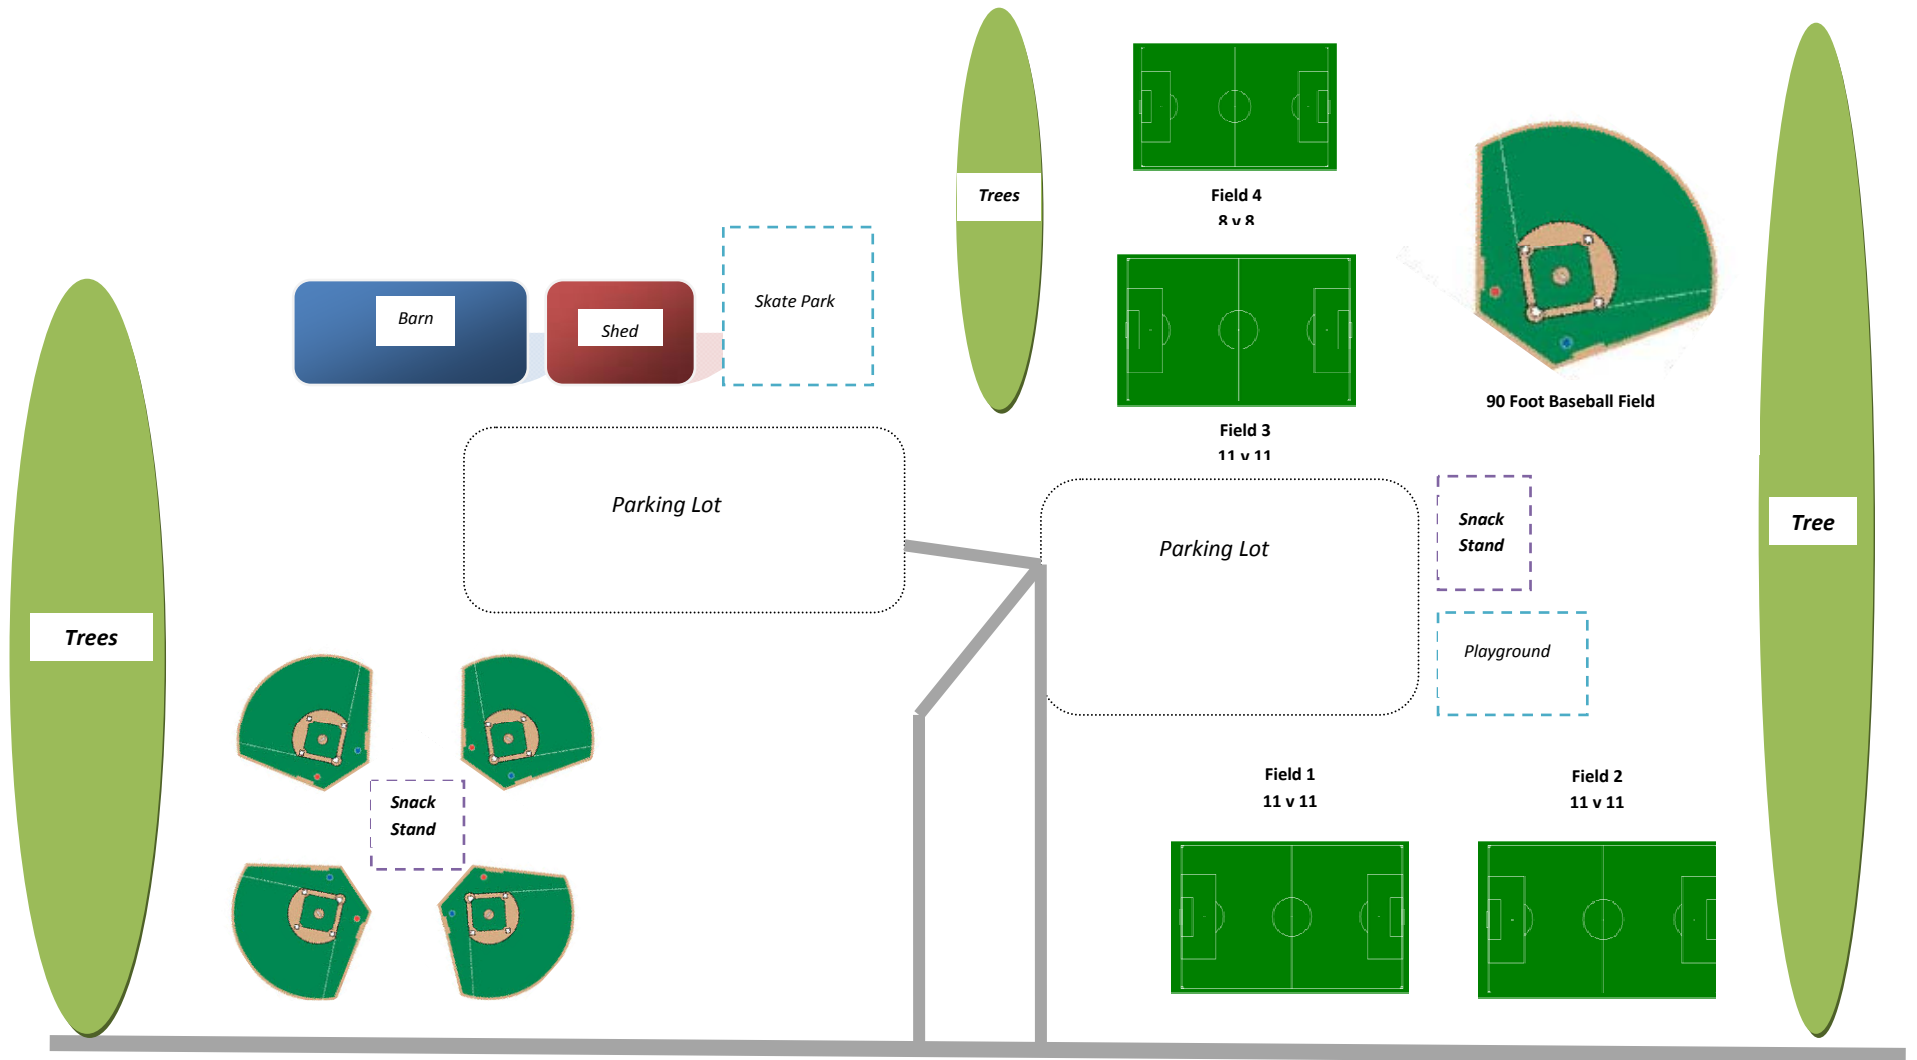 Trees
Field 4
8 v 8
Skate Park
Barn
Shed
90 Foot Baseball Field
Field 3
11 v 11
Parking Lot
Parking Lot
Snack
Stand
Tree
Trees
Playground
Field 1
11 v 11
Field 2
11 v 11
Snack
Stand